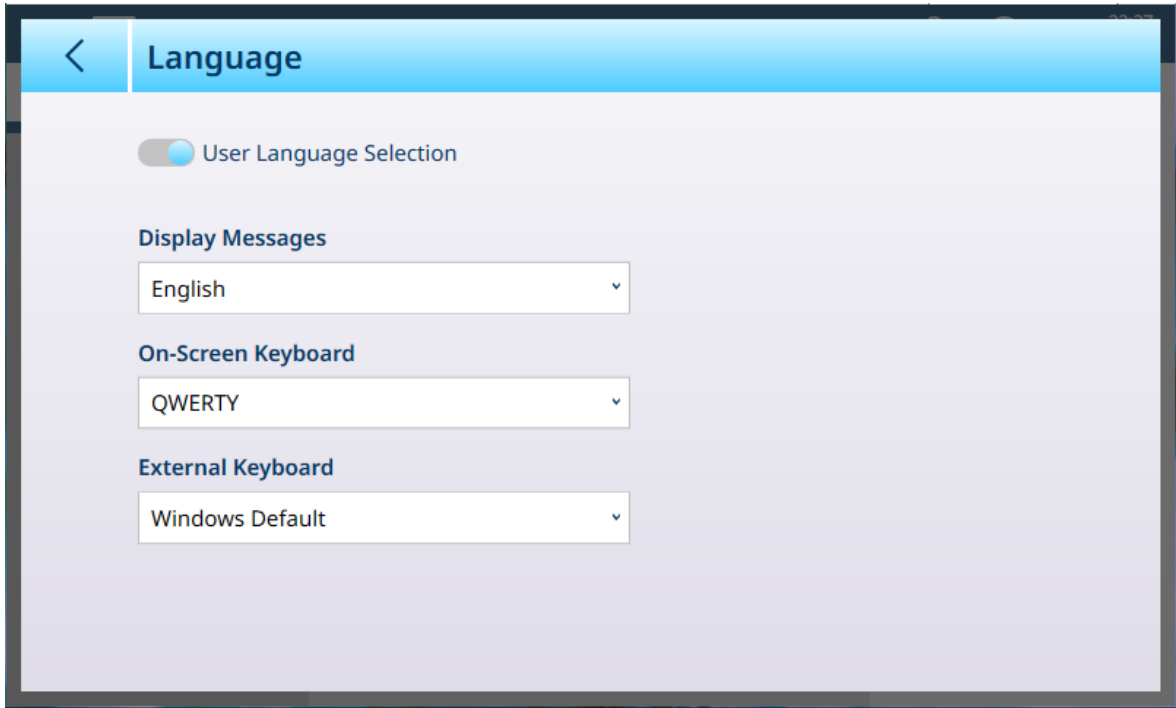 Language
User Language Selection
Display Messages
English
On-Screen Keyboard
QWERTY
External Keyboard
Windows Default